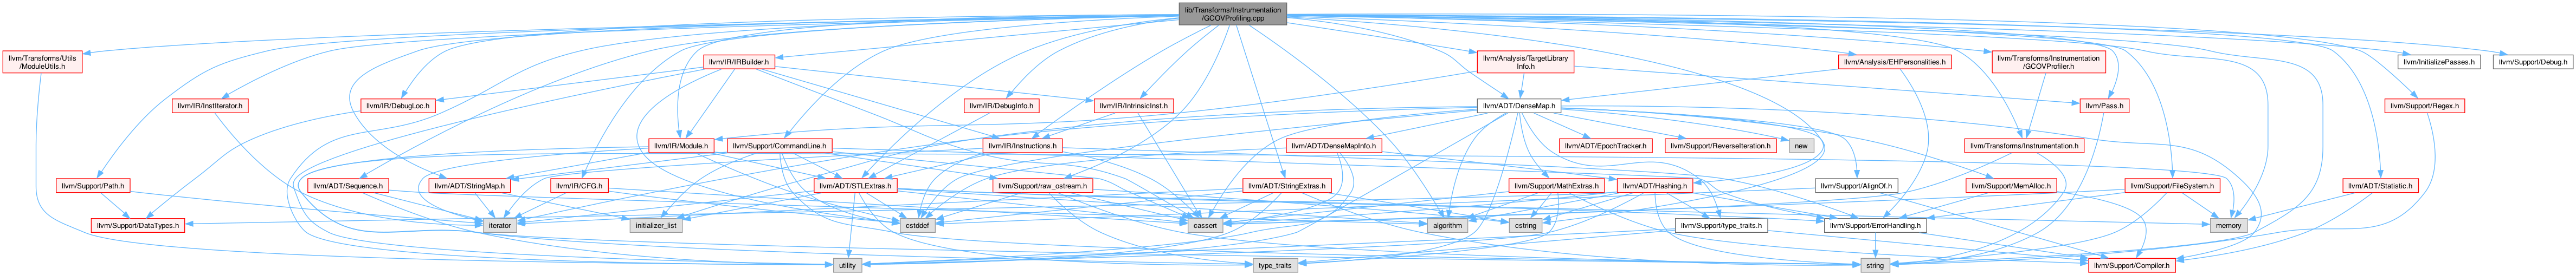 lib/Transforms/Instrumentation
/GCOVProfiling.cpp
llvm/Transforms/Utils
/ModuleUtils.h
llvm/IR/IRBuilder.h
llvm/Analysis/TargetLibrary
Info.h
llvm/Analysis/EHPersonalities.h
llvm/Transforms/Instrumentation
/GCOVProfiler.h
llvm/InitializePasses.h
llvm/Support/Debug.h
llvm/IR/InstIterator.h
llvm/IR/DebugLoc.h
llvm/IR/DebugInfo.h
llvm/IR/IntrinsicInst.h
llvm/ADT/DenseMap.h
llvm/Pass.h
llvm/Support/Regex.h
llvm/IR/Module.h
llvm/Support/CommandLine.h
llvm/IR/Instructions.h
llvm/ADT/DenseMapInfo.h
llvm/ADT/EpochTracker.h
llvm/Support/ReverseIteration.h
new
llvm/Transforms/Instrumentation.h
llvm/Support/Path.h
llvm/ADT/Sequence.h
llvm/ADT/StringMap.h
llvm/IR/CFG.h
llvm/ADT/STLExtras.h
llvm/Support/raw_ostream.h
llvm/ADT/StringExtras.h
llvm/Support/MathExtras.h
llvm/ADT/Hashing.h
llvm/Support/AlignOf.h
llvm/Support/MemAlloc.h
llvm/Support/FileSystem.h
llvm/ADT/Statistic.h
llvm/Support/DataTypes.h
iterator
initializer_list
cstddef
cassert
algorithm
cstring
llvm/Support/type_traits.h
llvm/Support/ErrorHandling.h
memory
utility
type_traits
string
llvm/Support/Compiler.h